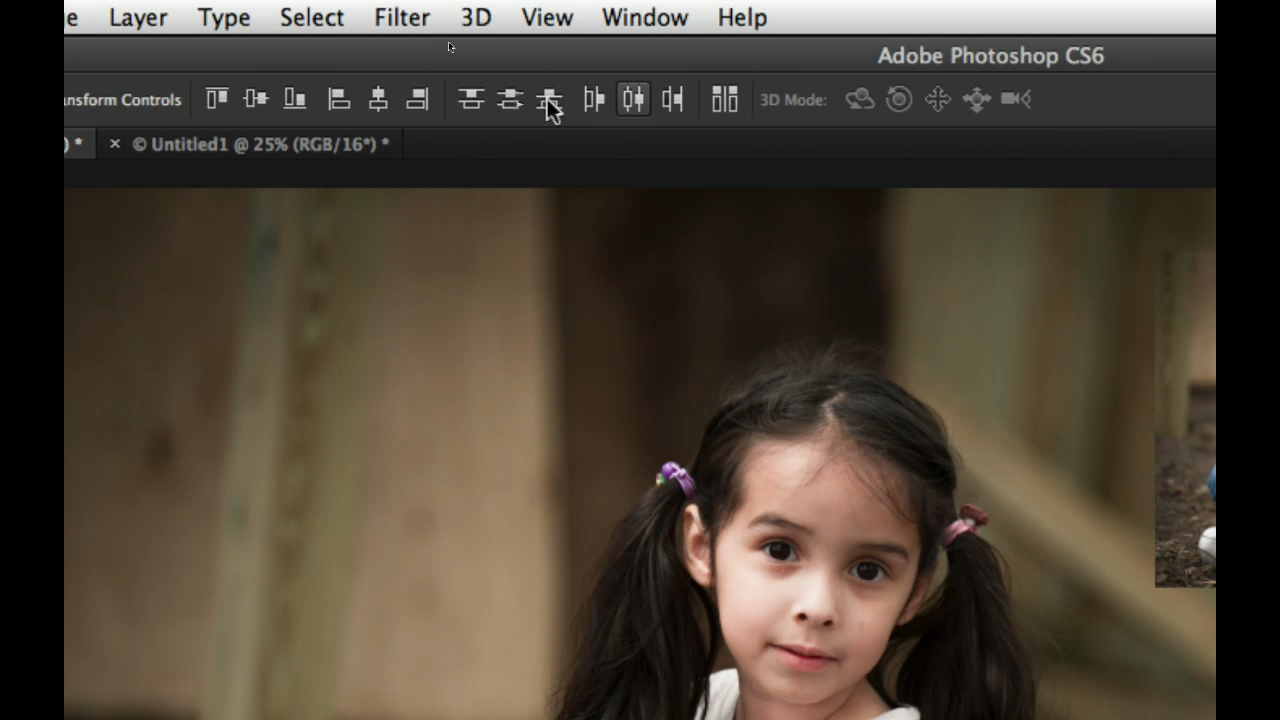 e Layer Type Select Filter 3D View Window Help
Adobe Photoshop CS6
ansform Controls 3D Mode:
) * × © Untitled1 @ 25% (RGB/16*) *